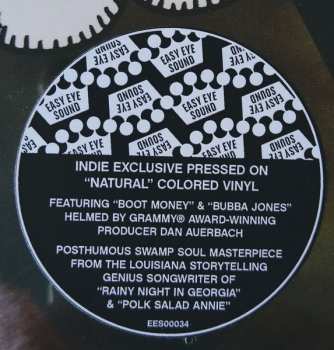 EASY EYE
SOUND
EASY EYE
SOUND
EASY EYE
SOUND
EASY EYE
SOUND
EASY EYE
SOUND
INDIE EXCLUSIVE PRESSED ON
“NATURAL” COLORED VINYL
FEATURING “BOOT MONEY” & “BUBBA JONES”
HELMED BY GRAMMY® AWARD-WINNING
PRODUCER DAN AUERBACH
POSTHUMOUS SWAMP SOUL MASTERPIECE
FROM THE LOUISIANA STORYTELLING
GENIUS SONGWRITER OF
“RAINY NIGHT IN GEORGIA”
& “POLK SALAD ANNIE”
EES00034